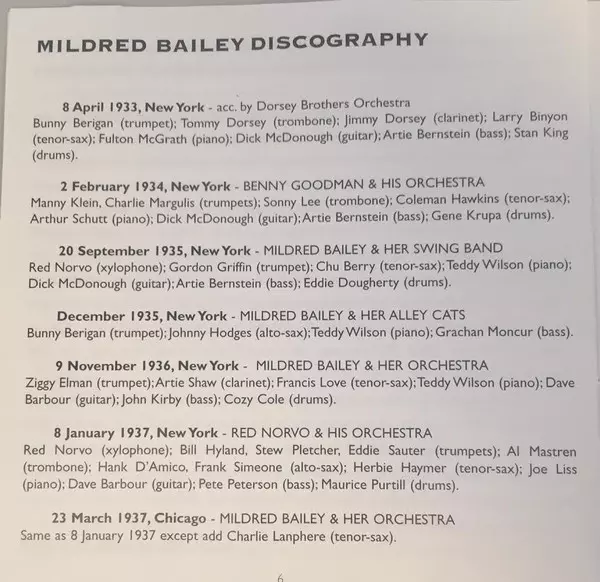 MILDRED BAILEY DISCOGRAPHY
8 April 1933, New York - acc. by Dorsey Brothers Orchestra
Bunny Berigan (trumpet); Tommy Dorsey (trombone); Jimmy Dorsey (clarinet); Larry Binyon
(tenor-sax); Fulton McGrath (piano); Dick McDonough (guitar); Artie Bernstein (bass); Stan King
(drums).
2 February 1934, New York - BENNY GOODMAN & HIS ORCHESTRA
Manny Klein, Charlie Margulis (trumpets); Sonny Lee (trombone); Coleman Hawkins (tenor-sax);
Arthur Schutt (piano); Dick McDonough (guitar); Artie Bernstein (bass); Gene Krupa (drums).
20 September 1935, New York - MILDRED BAILEY & HER SWING BAND
Red Norvo (xylophone); Gordon Griffin (trumpet); Chu Berry (tenor-sax); Teddy Wilson (piano);
Dick McDonough (guitar); Artie Bernstein (bass); Eddie Dougherty (drums).
December 1935, New York - MILDRED BAILEY & HER ALLEY CATS
Bunny Berigan (trumpet); Johnny Hodges (alto-sax); Teddy Wilson (piano); Grachan Moncur (bass).
9 November 1936, New York - MILDRED BAILEY & HER ORCHESTRA
Ziggy Elman (trumpet); Artie Shaw (clarinet); Francis Love (tenor-sax); Teddy Wilson (piano); Dave
Barbour (guitar); John Kirby (bass); Cozy Cole (drums).
8 January 1937, New York - RED NORVO & HIS ORCHESTRA
Red Norvo (xylophone); Bill Hyland, Stew Pletcher, Eddie Sauter (trumpets); Al Mastren
(trombone); Hank D'Amico, Frank Simeone (alto-sax); Herbie Haymer (tenor-sax); Joe Liss
(piano); Dave Barbour (guitar); Pete Peterson (bass); Maurice Purtill (drums).
23 March 1937, Chicago - MILDRED BAILEY & HER ORCHESTRA
Same as 8 January 1937 except add Charlie Lanphere (tenor-sax).
6